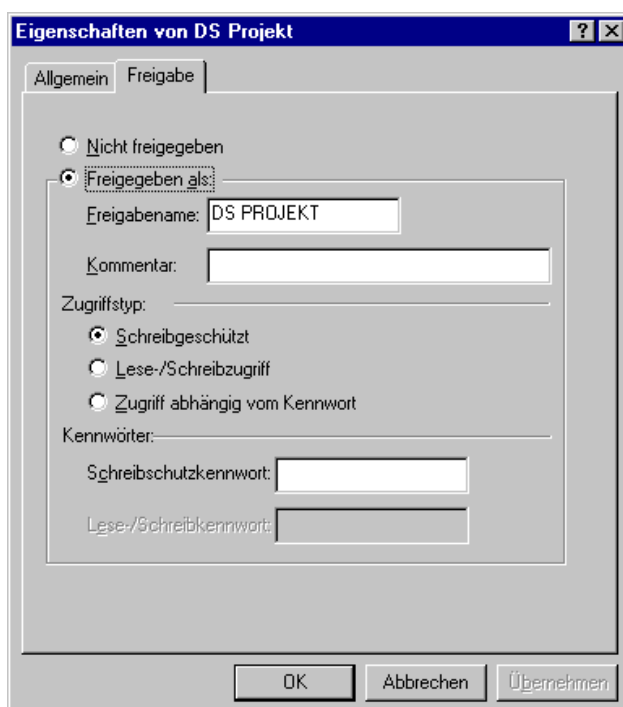 Eigenschaften von DS Projekt
Allgemein Freigabe
Nicht freigegeben
Freigegeben als:
Freigabename: DS PROJEKT
Kommentar:
Zugriffstyp:
Schreibgeschützt
Lese-/Schreibzugriff
Zugriff abhängig vom Kennwort
Kennwörter:
Schreibschutzkennwort:
Lese-/Schreibkennwort:
OK Abbrechen Übernehmen